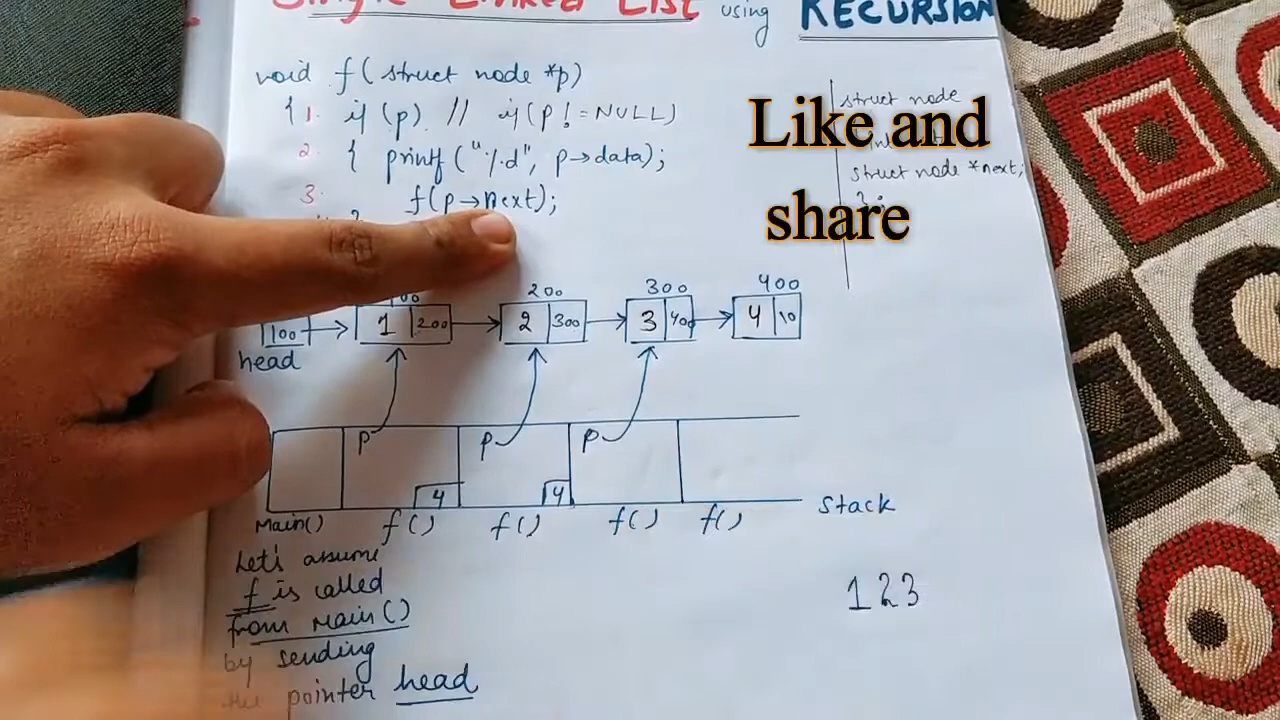 Single Linked List using RECURSION
void f( struct node *p)
{ 1. if (p) // if (p != NULL)
2. { printf ("%d", p→data);
3. f(p→next);
struct node
struct node *next;
Like and
share
200 300 400
100 1 200 2 300 3 400 4 10
head
p p p
4 4
Main() f() f() f() f() Stack
Let's assume
f is called
from Main()
by sending
the pointer head
1 2 3